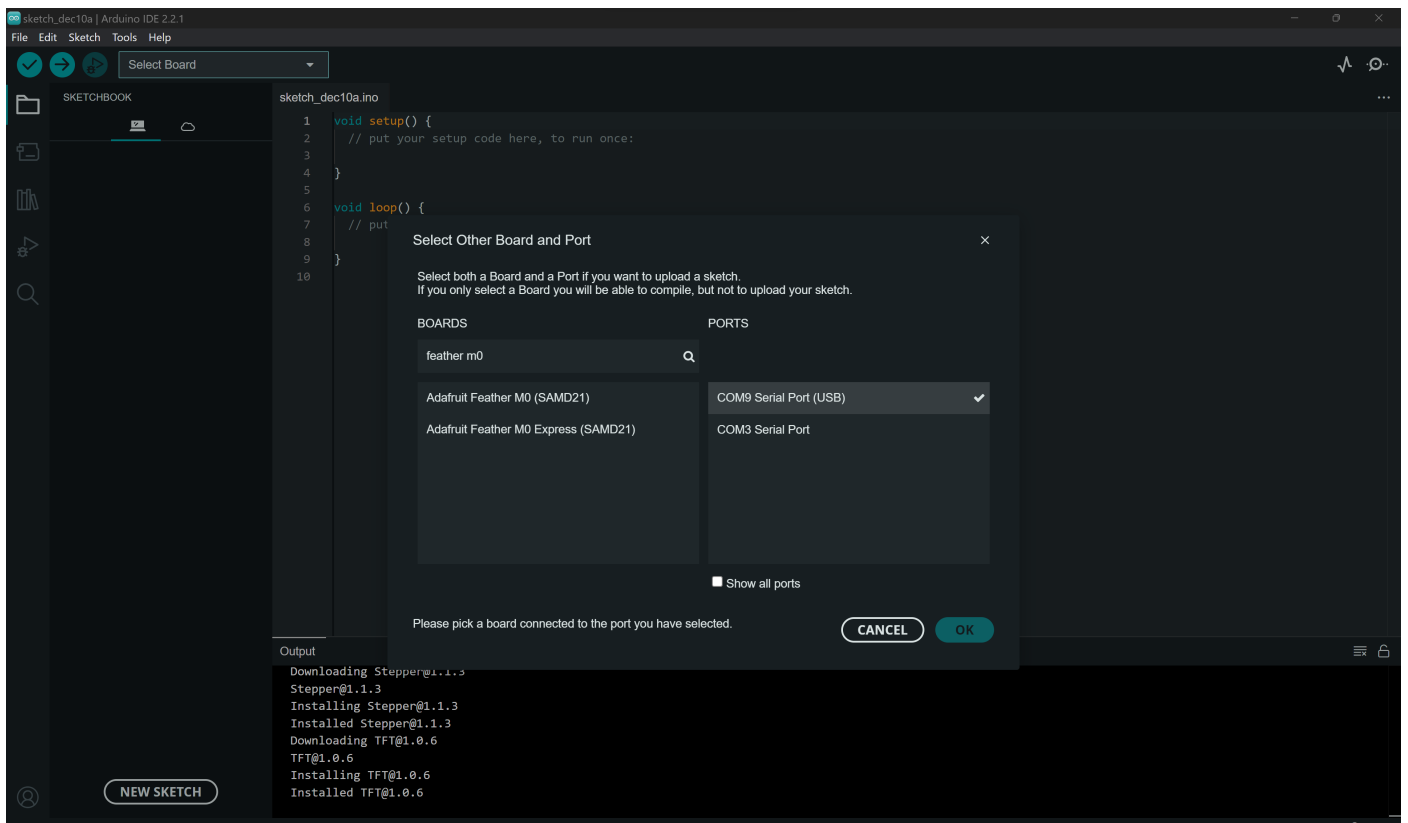 sketch_dec10a | Arduino IDE 2.2.1
File Edit Sketch Tools Help
Select Board
SKETCHBOOK
sketch_dec10a.ino
1 void setup() {
2 // put your setup code here, to run once:
3
4 }
5
6 void loop() {
7 // put
8
9 }
10
Select Other Board and Port
Select both a Board and a Port if you want to upload a sketch.
If you only select a Board you will be able to compile, but not to upload your sketch.
BOARDS PORTS
feather m0
Adafruit Feather M0 (SAMD21) COM9 Serial Port (USB)
Adafruit Feather M0 Express (SAMD21) COM3 Serial Port
Show all ports
Please pick a board connected to the port you have selected.
CANCEL OK
Output
Downloading Stepper@1.1.3
Stepper@1.1.3
Installing Stepper@1.1.3
Installed Stepper@1.1.3
Downloading TFT@1.0.6
TFT@1.0.6
Installing TFT@1.0.6
Installed TFT@1.0.6
NEW SKETCH